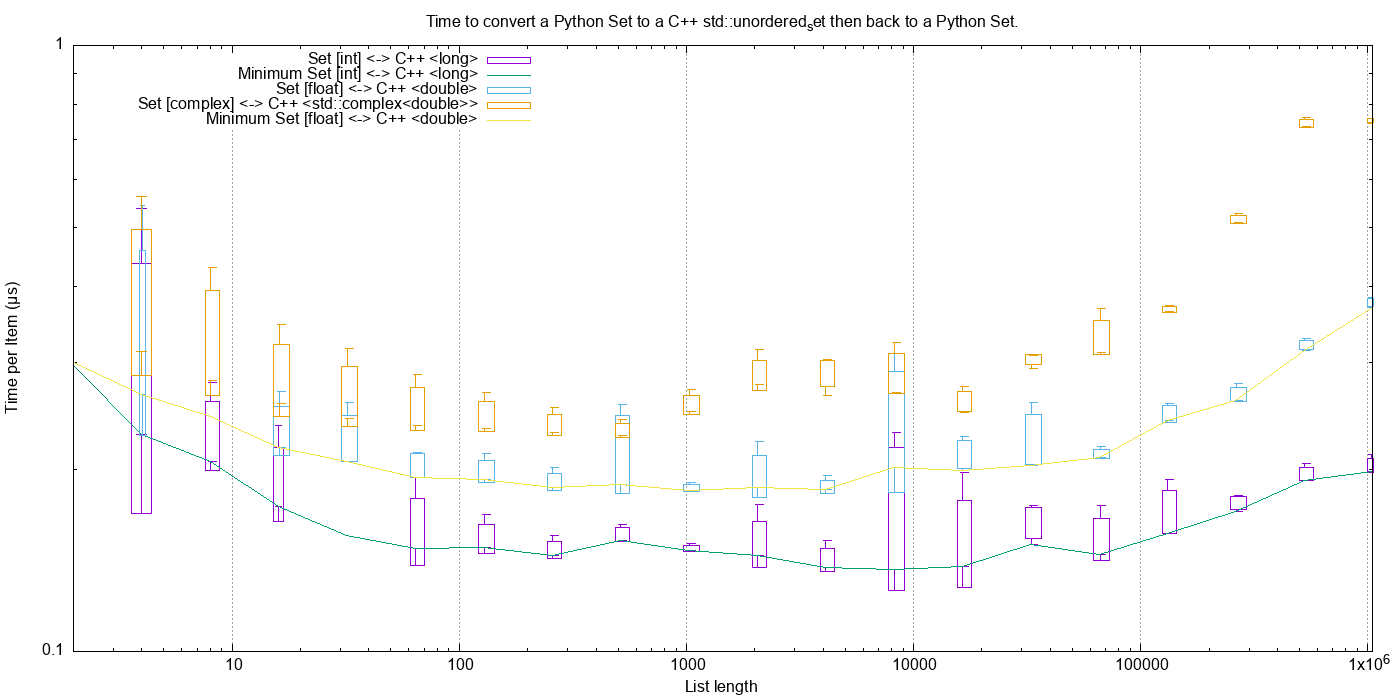 Time to convert a Python Set to a C++ std::unordered_set then back to a Python Set.
1
Set [int] <-> C++ <long>
Minimum Set [int] <-> C++ <long>
Set [float] <-> C++ <double>
Set [complex] <-> C++ <std::complex<double>>
Minimum Set [float] <-> C++ <double>
Time per Item (µs)
0.1
10 100 1000 10000 100000 1x10⁶
List length